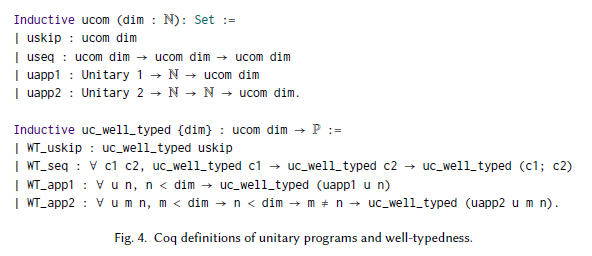 Inductive ucom (dim : ℕ): Set :=
| uskip : ucom dim
| useq : ucom dim → ucom dim → ucom dim
| uapp1 : Unitary 1 → ℕ → ucom dim
| uapp2 : Unitary 2 → ℕ → ℕ → ucom dim.
Inductive uc_well_typed {dim} : ucom dim → ℙ :=
| WT_uskip : uc_well_typed uskip
| WT_seq : ∀ c1 c2, uc_well_typed c1 → uc_well_typed c2 → uc_well_typed (c1; c2)
| WT_app1 : ∀ u n, n < dim → uc_well_typed (uapp1 u n)
| WT_app2 : ∀ u m n, m < dim → n < dim → m ≠ n → uc_well_typed (uapp2 u m n).
Fig. 4. Coq definitions of unitary programs and well-typedness.